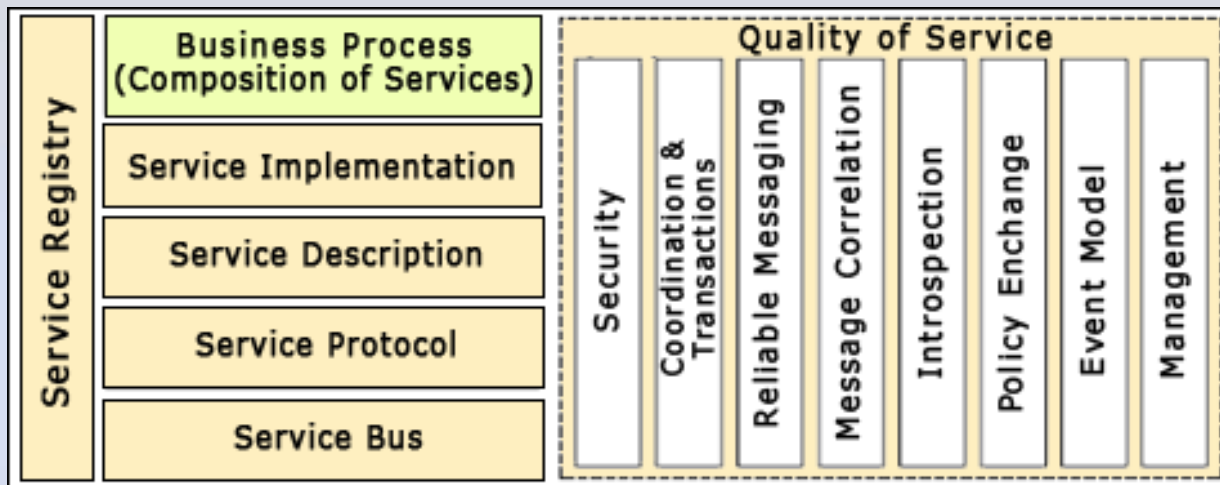 Service Registry
Business Process
(Composition of Services)
Service Implementation
Service Description
Service Protocol
Service Bus
Quality of Service
Security
Coordination &
Transactions
Reliable Messaging
Message Correlation
Introspection
Policy Enchange
Event Model
Management